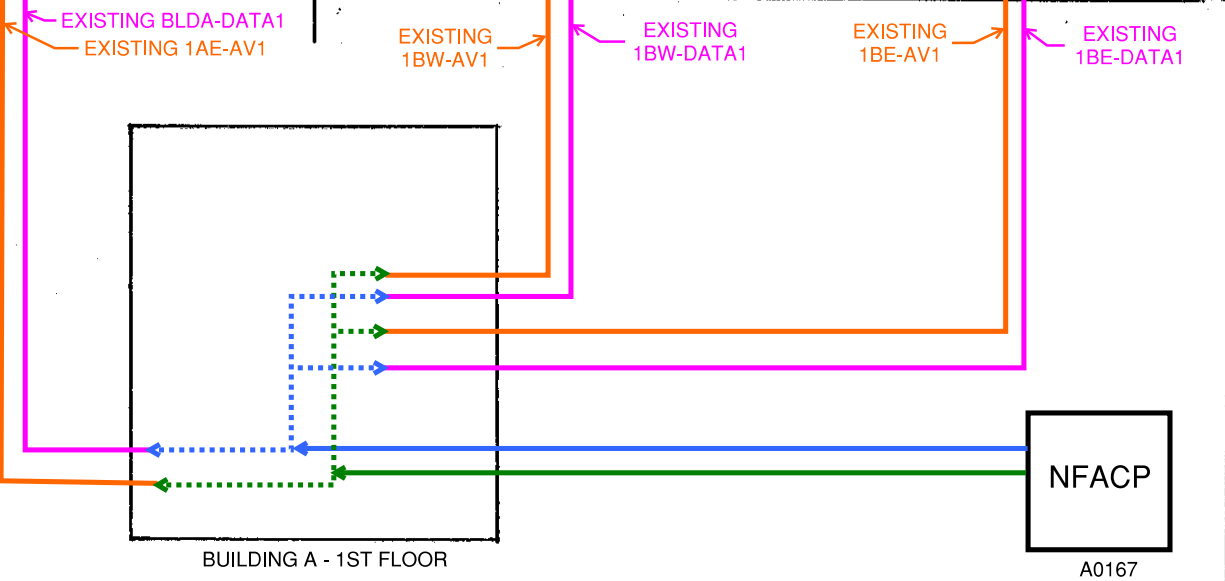 EXISTING BLDA-DATA1
EXISTING 1AE-AV1
EXISTING
1BW-AV1
EXISTING
1BW-DATA1
EXISTING
1BE-AV1
EXISTING
1BE-DATA1
NFACP
BUILDING A - 1ST FLOOR
A0167